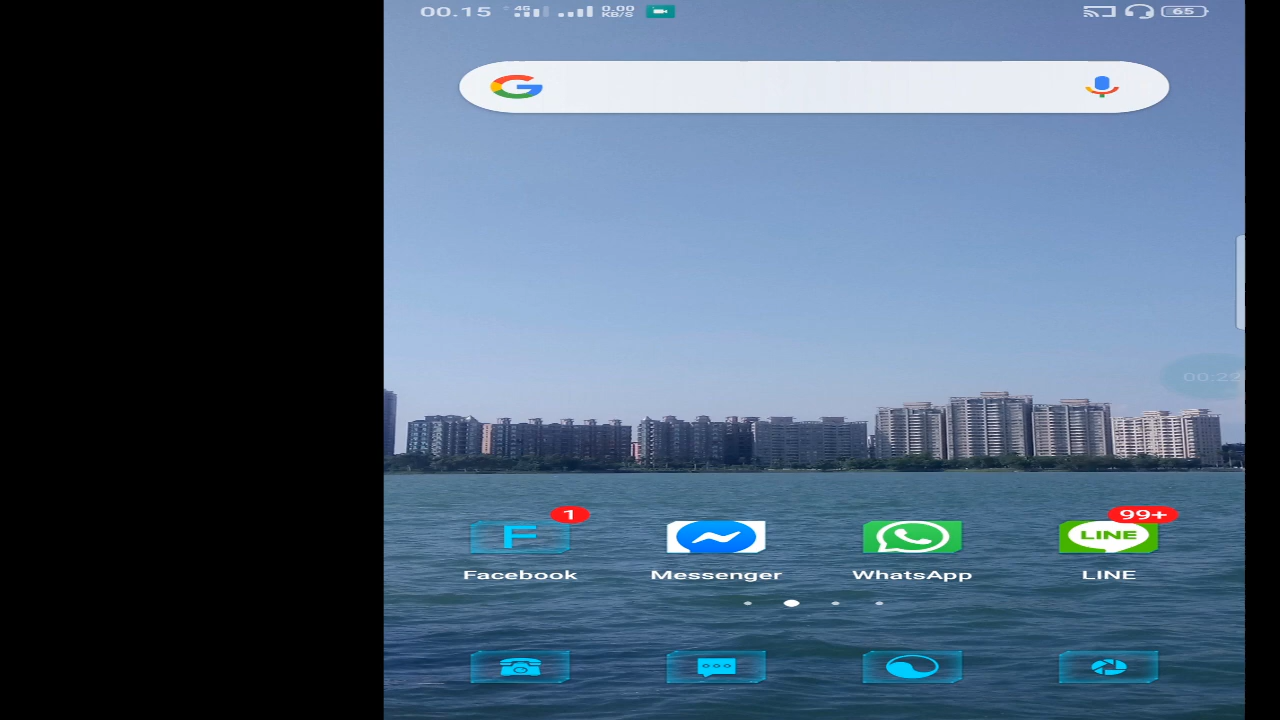 00.15 4G 0.00 KB/S 65
00:22
1 99+
F LINE
Facebook Messenger WhatsApp LINE